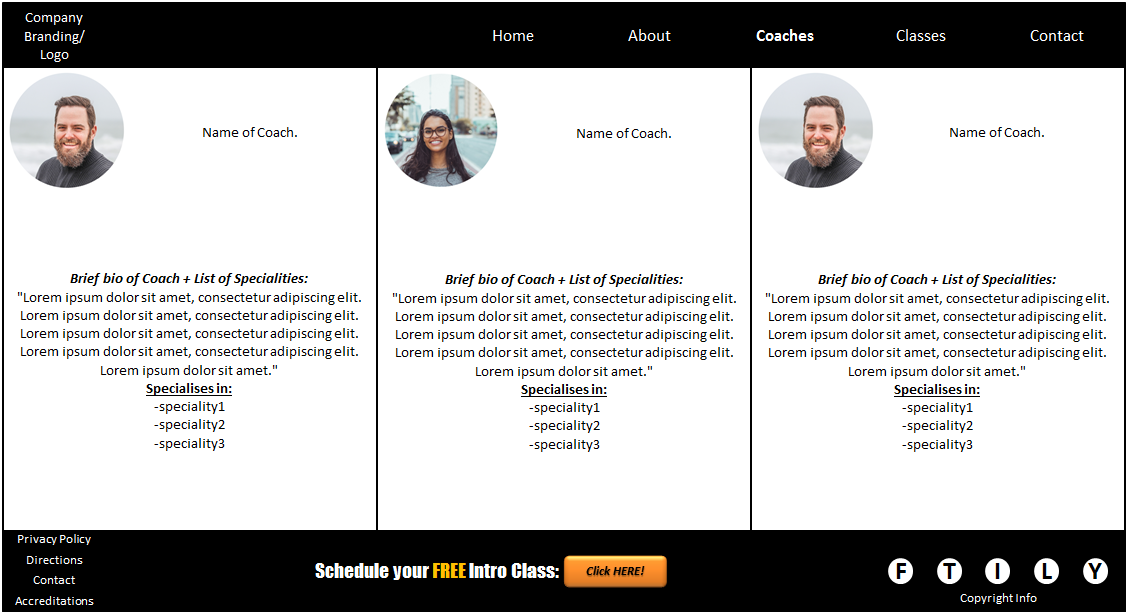 Company
Branding/
Logo
Home
About
Coaches
Classes
Contact
Name of Coach.
Brief bio of Coach + List of Specialities:
"Lorem ipsum dolor sit amet, consectetur adipiscing elit.
Lorem ipsum dolor sit amet, consectetur adipiscing elit.
Lorem ipsum dolor sit amet, consectetur adipiscing elit.
Lorem ipsum dolor sit amet, consectetur adipiscing elit.
Lorem ipsum dolor sit amet."
Specialises in:
-speciality1
-speciality2
-speciality3
Name of Coach.
Brief bio of Coach + List of Specialities:
"Lorem ipsum dolor sit amet, consectetur adipiscing elit.
Lorem ipsum dolor sit amet, consectetur adipiscing elit.
Lorem ipsum dolor sit amet, consectetur adipiscing elit.
Lorem ipsum dolor sit amet, consectetur adipiscing elit.
Lorem ipsum dolor sit amet."
Specialises in:
-speciality1
-speciality2
-speciality3
Name of Coach.
Brief bio of Coach + List of Specialities:
"Lorem ipsum dolor sit amet, consectetur adipiscing elit.
Lorem ipsum dolor sit amet, consectetur adipiscing elit.
Lorem ipsum dolor sit amet, consectetur adipiscing elit.
Lorem ipsum dolor sit amet, consectetur adipiscing elit.
Lorem ipsum dolor sit amet."
Specialises in:
-speciality1
-speciality2
-speciality3
Privacy Policy
Directions
Contact
Accreditations
Schedule your FREE Intro Class:
Click HERE!
F T I L Y
Copyright Info